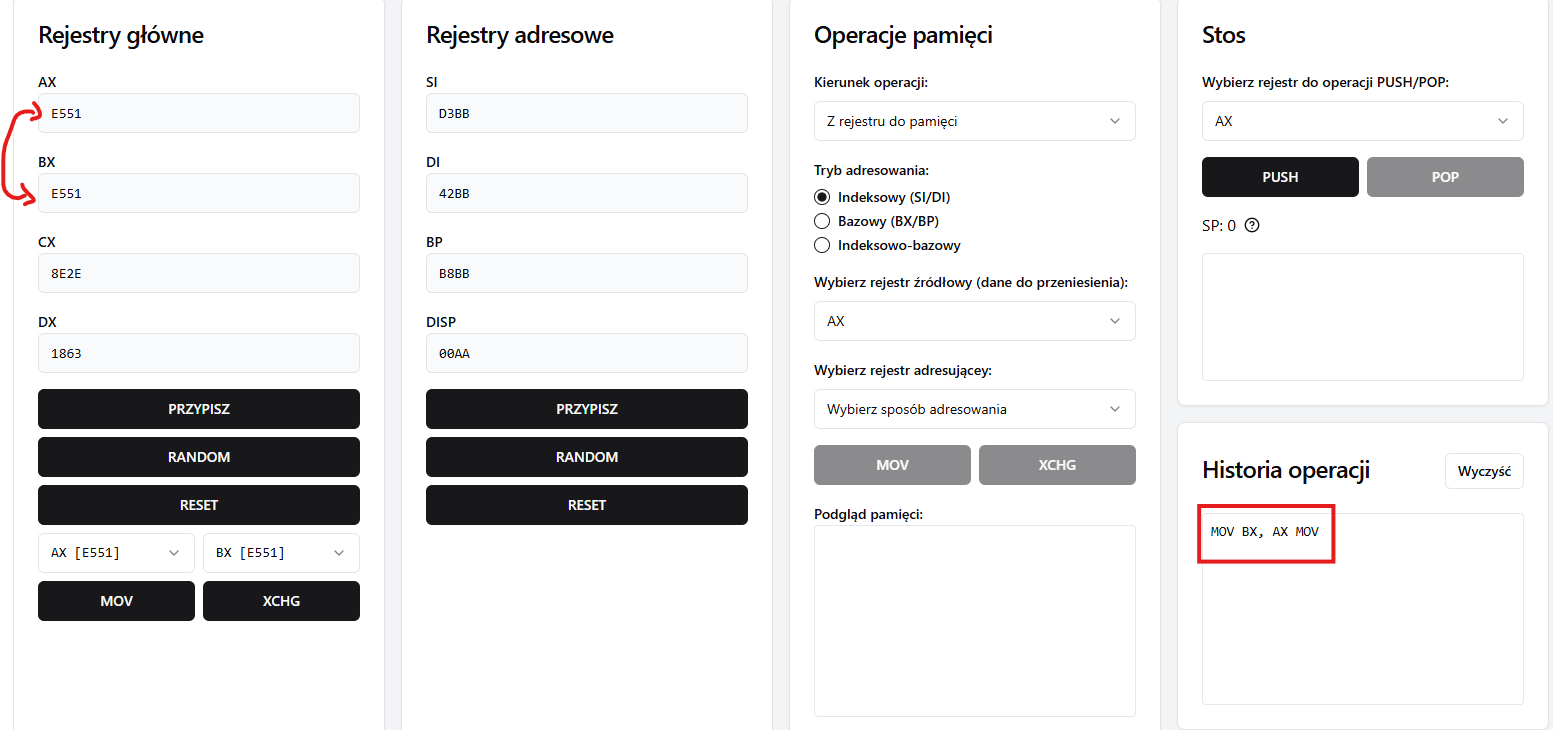 Rejestry główne
AX
E551
BX
E551
CX
8E2E
DX
1863
PRZYPISZ
RANDOM
RESET
AX [E551]
BX [E551]
MOV
XCHG
Rejestry adresowe
SI
D3BB
DI
42BB
BP
B8BB
DISP
00AA
PRZYPISZ
RANDOM
RESET
Operacje pamięci
Kierunek operacji:
Z rejestru do pamięci
Tryb adresowania:
Indeksowy (SI/DI)
Bazowy (BX/BP)
Indeksowo-bazowy
Wybierz rejestr źródłowy (dane do przeniesienia):
AX
Wybierz rejestr adresującey:
Wybierz sposób adresowania
MOV
XCHG
Podgląd pamięci:
Stos
Wybierz rejestr do operacji PUSH/POP:
AX
PUSH
POP
SP: 0 ?
Historia operacji
Wyczyść
MOV BX, AX MOV